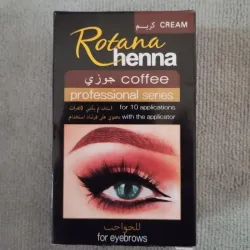 كريم CREAM
Rotana
henna
جوزي coffee
professional series
for 10 applications
with the applicator
للحواجب
for eyebrows